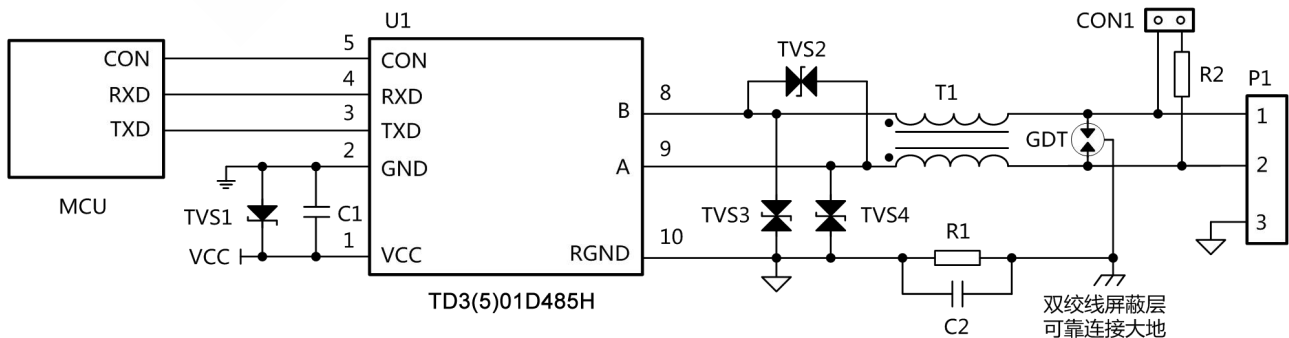 U1
CON1
MCU
CON
RXD
TXD
5
4
3
2
1
CON
RXD
TXD
GND
VCC
B
A
RGND
8
9
10
TD3(5)01D485H
VCC
TVS1
C1
TVS2
TVS3
TVS4
T1
GDT
R2
P1
1
2
3
R1
C2
双绞线屏蔽层
可靠连接大地